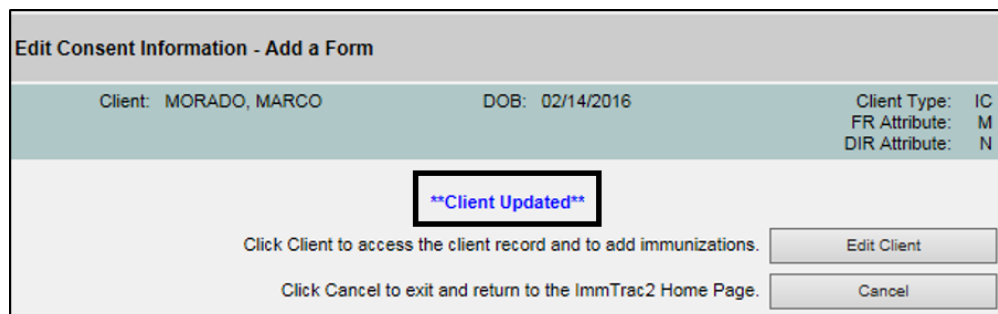 Edit Consent Information - Add a Form
Client: MORADO, MARCO DOB: 02/14/2016 Client Type: IC
FR Attribute: M
DIR Attribute: N
**Client Updated**
Click Client to access the client record and to add immunizations. Edit Client
Click Cancel to exit and return to the ImmTrac2 Home Page. Cancel